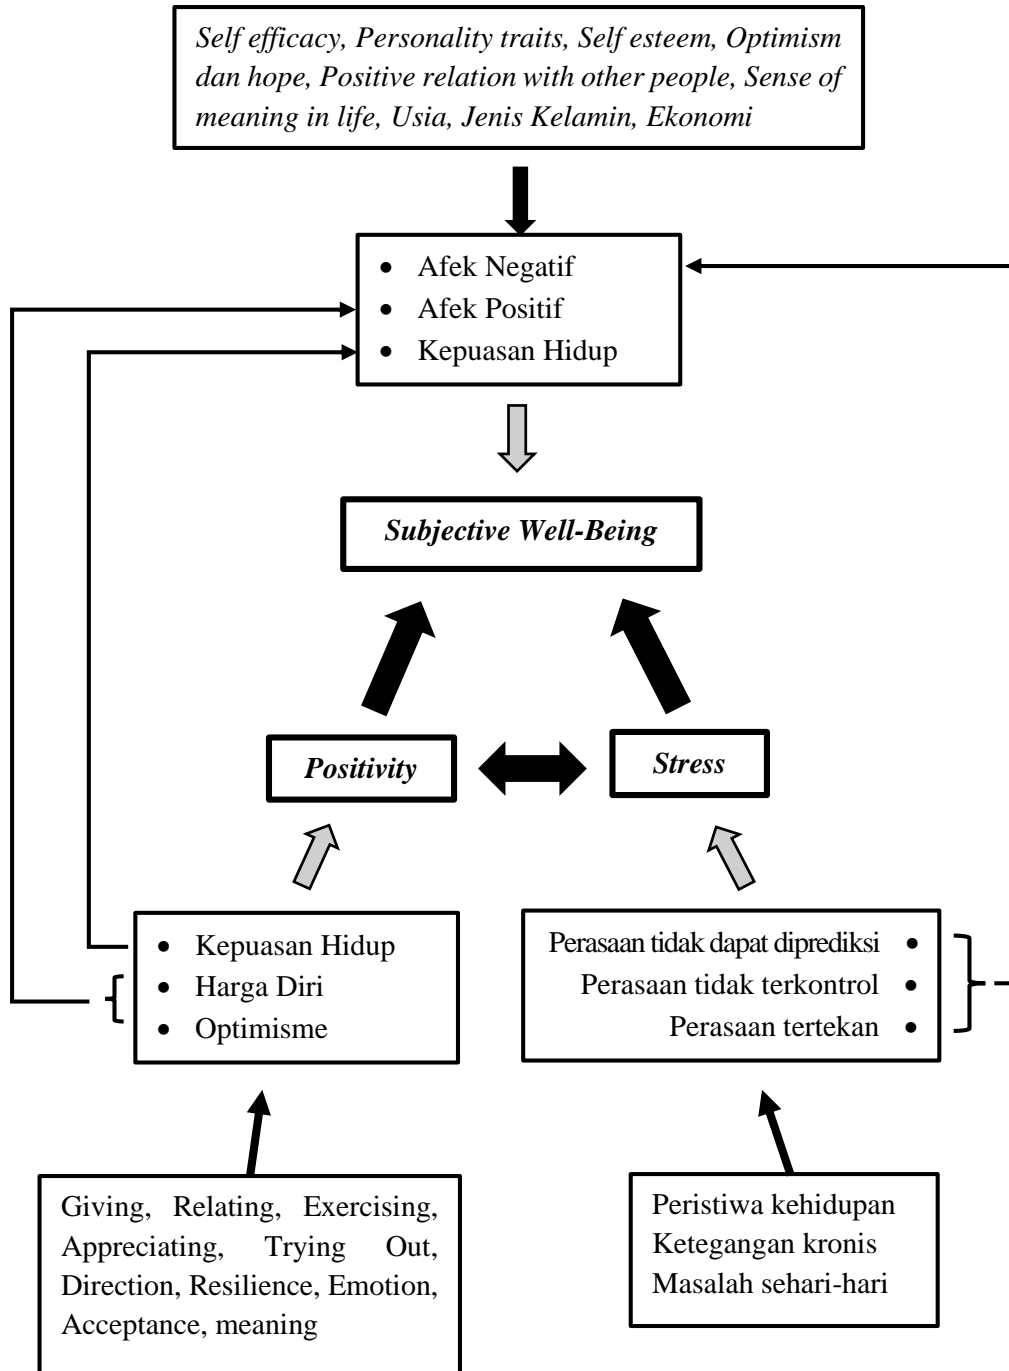 Self efficacy, Personality traits, Self esteem, Optimism
dan hope, Positive relation with other people, Sense of
meaning in life, Usia, Jenis Kelamin, Ekonomi
• Afek Negatif
• Afek Positif
• Kepuasan Hidup
Subjective Well-Being
Positivity
Stress
• Kepuasan Hidup
• Harga Diri
• Optimisme
Perasaan tidak dapat diprediksi •
Perasaan tidak terkontrol •
Perasaan tertekan •
Giving, Relating, Exercising,
Appreciating, Trying Out,
Direction, Resilience, Emotion,
Acceptance, meaning
Peristiwa kehidupan
Ketegangan kronis
Masalah sehari-hari